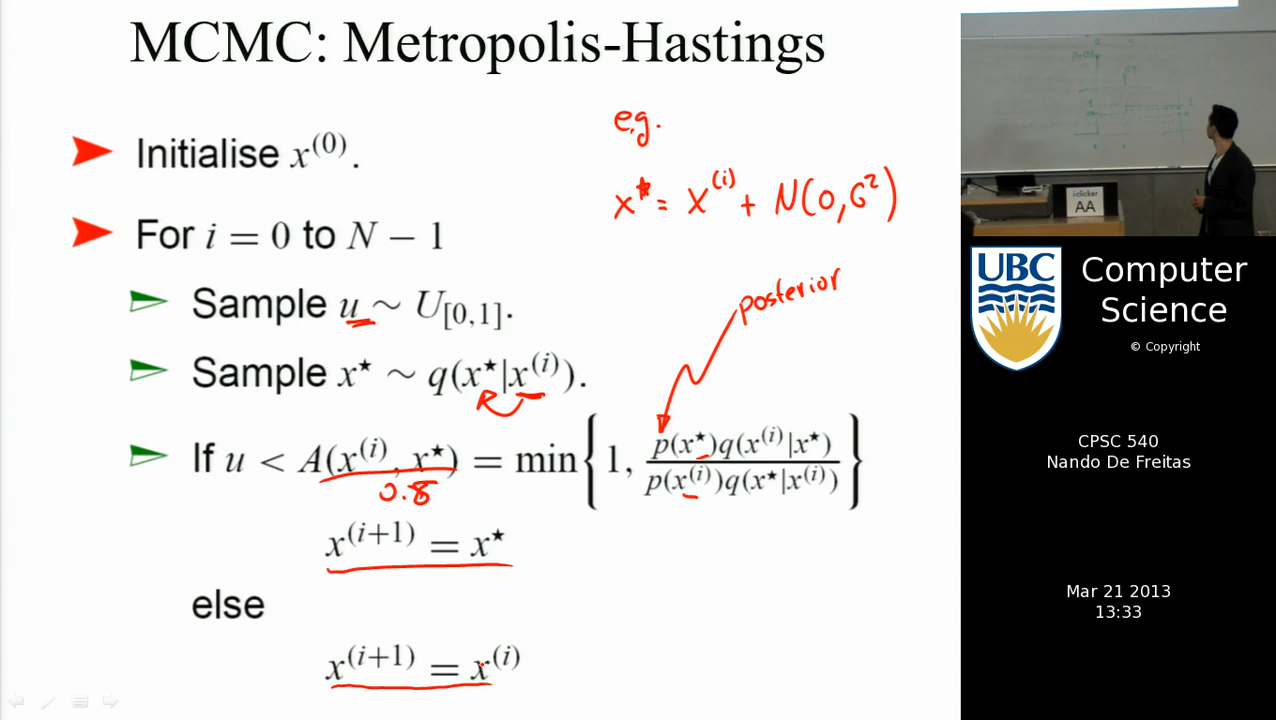 MCMC: Metropolis-Hastings
Initialise x^(0).
e.g.
x* = x^(i) + N(0, σ²)
For i = 0 to N − 1
Sample u ∼ U[0,1].
posterior
Sample x⋆ ∼ q(x⋆|x^(i)).
If u < A(x^(i), x⋆) = min{1, p(x⋆)q(x^(i)|x⋆) / p(x^(i))q(x⋆|x^(i))}
0.8
x^(i+1) = x⋆
else
x^(i+1) = x^(i)
i>clicker
AA
UBC
Computer
Science
© Copyright
CPSC 540
Nando De Freitas
Mar 21 2013
13:33